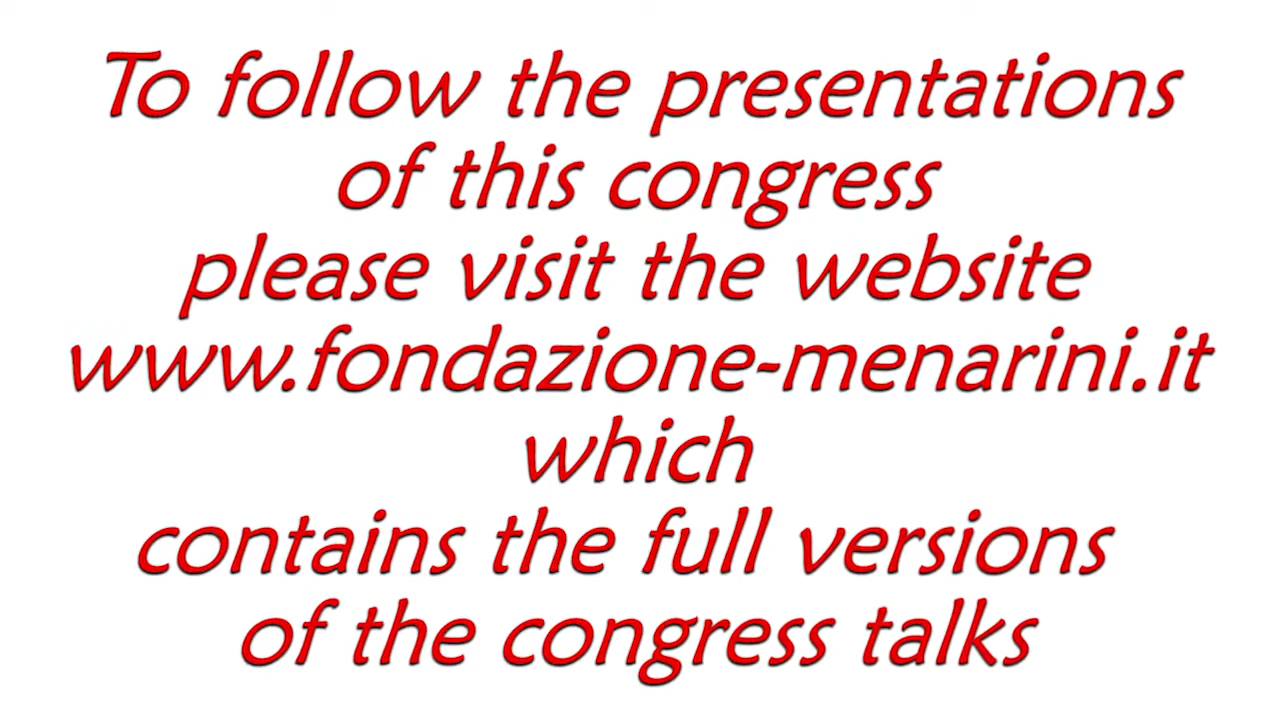 To follow the presentations
of this congress
please visit the website
www.fondazione-menarini.it
which
contains the full versions
of the congress talks